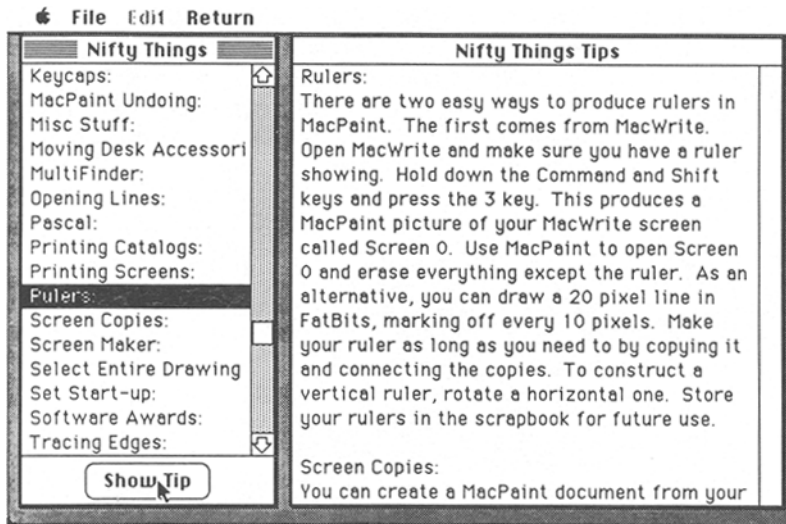 File Edit Return
Nifty Things
Keycaps:
MacPaint Undoing:
Misc Stuff:
Moving Desk Accessori
MultiFinder:
Opening Lines:
Pascal:
Printing Catalogs:
Printing Screens:
Rulers:
Screen Copies:
Screen Maker:
Select Entire Drawing
Set Start-up:
Software Awards:
Tracing Edges:
Show Tip
Nifty Things Tips
Rulers:
There are two easy ways to produce rulers in
MacPaint. The first comes from MacWrite.
Open MacWrite and make sure you have a ruler
showing. Hold down the Command and Shift
keys and press the 3 key. This produces a
MacPaint picture of your MacWrite screen
called Screen 0. Use MacPaint to open Screen
0 and erase everything except the ruler. As an
alternative, you can draw a 20 pixel line in
FatBits, marking off every 10 pixels. Make
your ruler as long as you need to by copying it
and connecting the copies. To construct a
vertical ruler, rotate a horizontal one. Store
your rulers in the scrapbook for future use.
Screen Copies:
You can create a MacPaint document from your